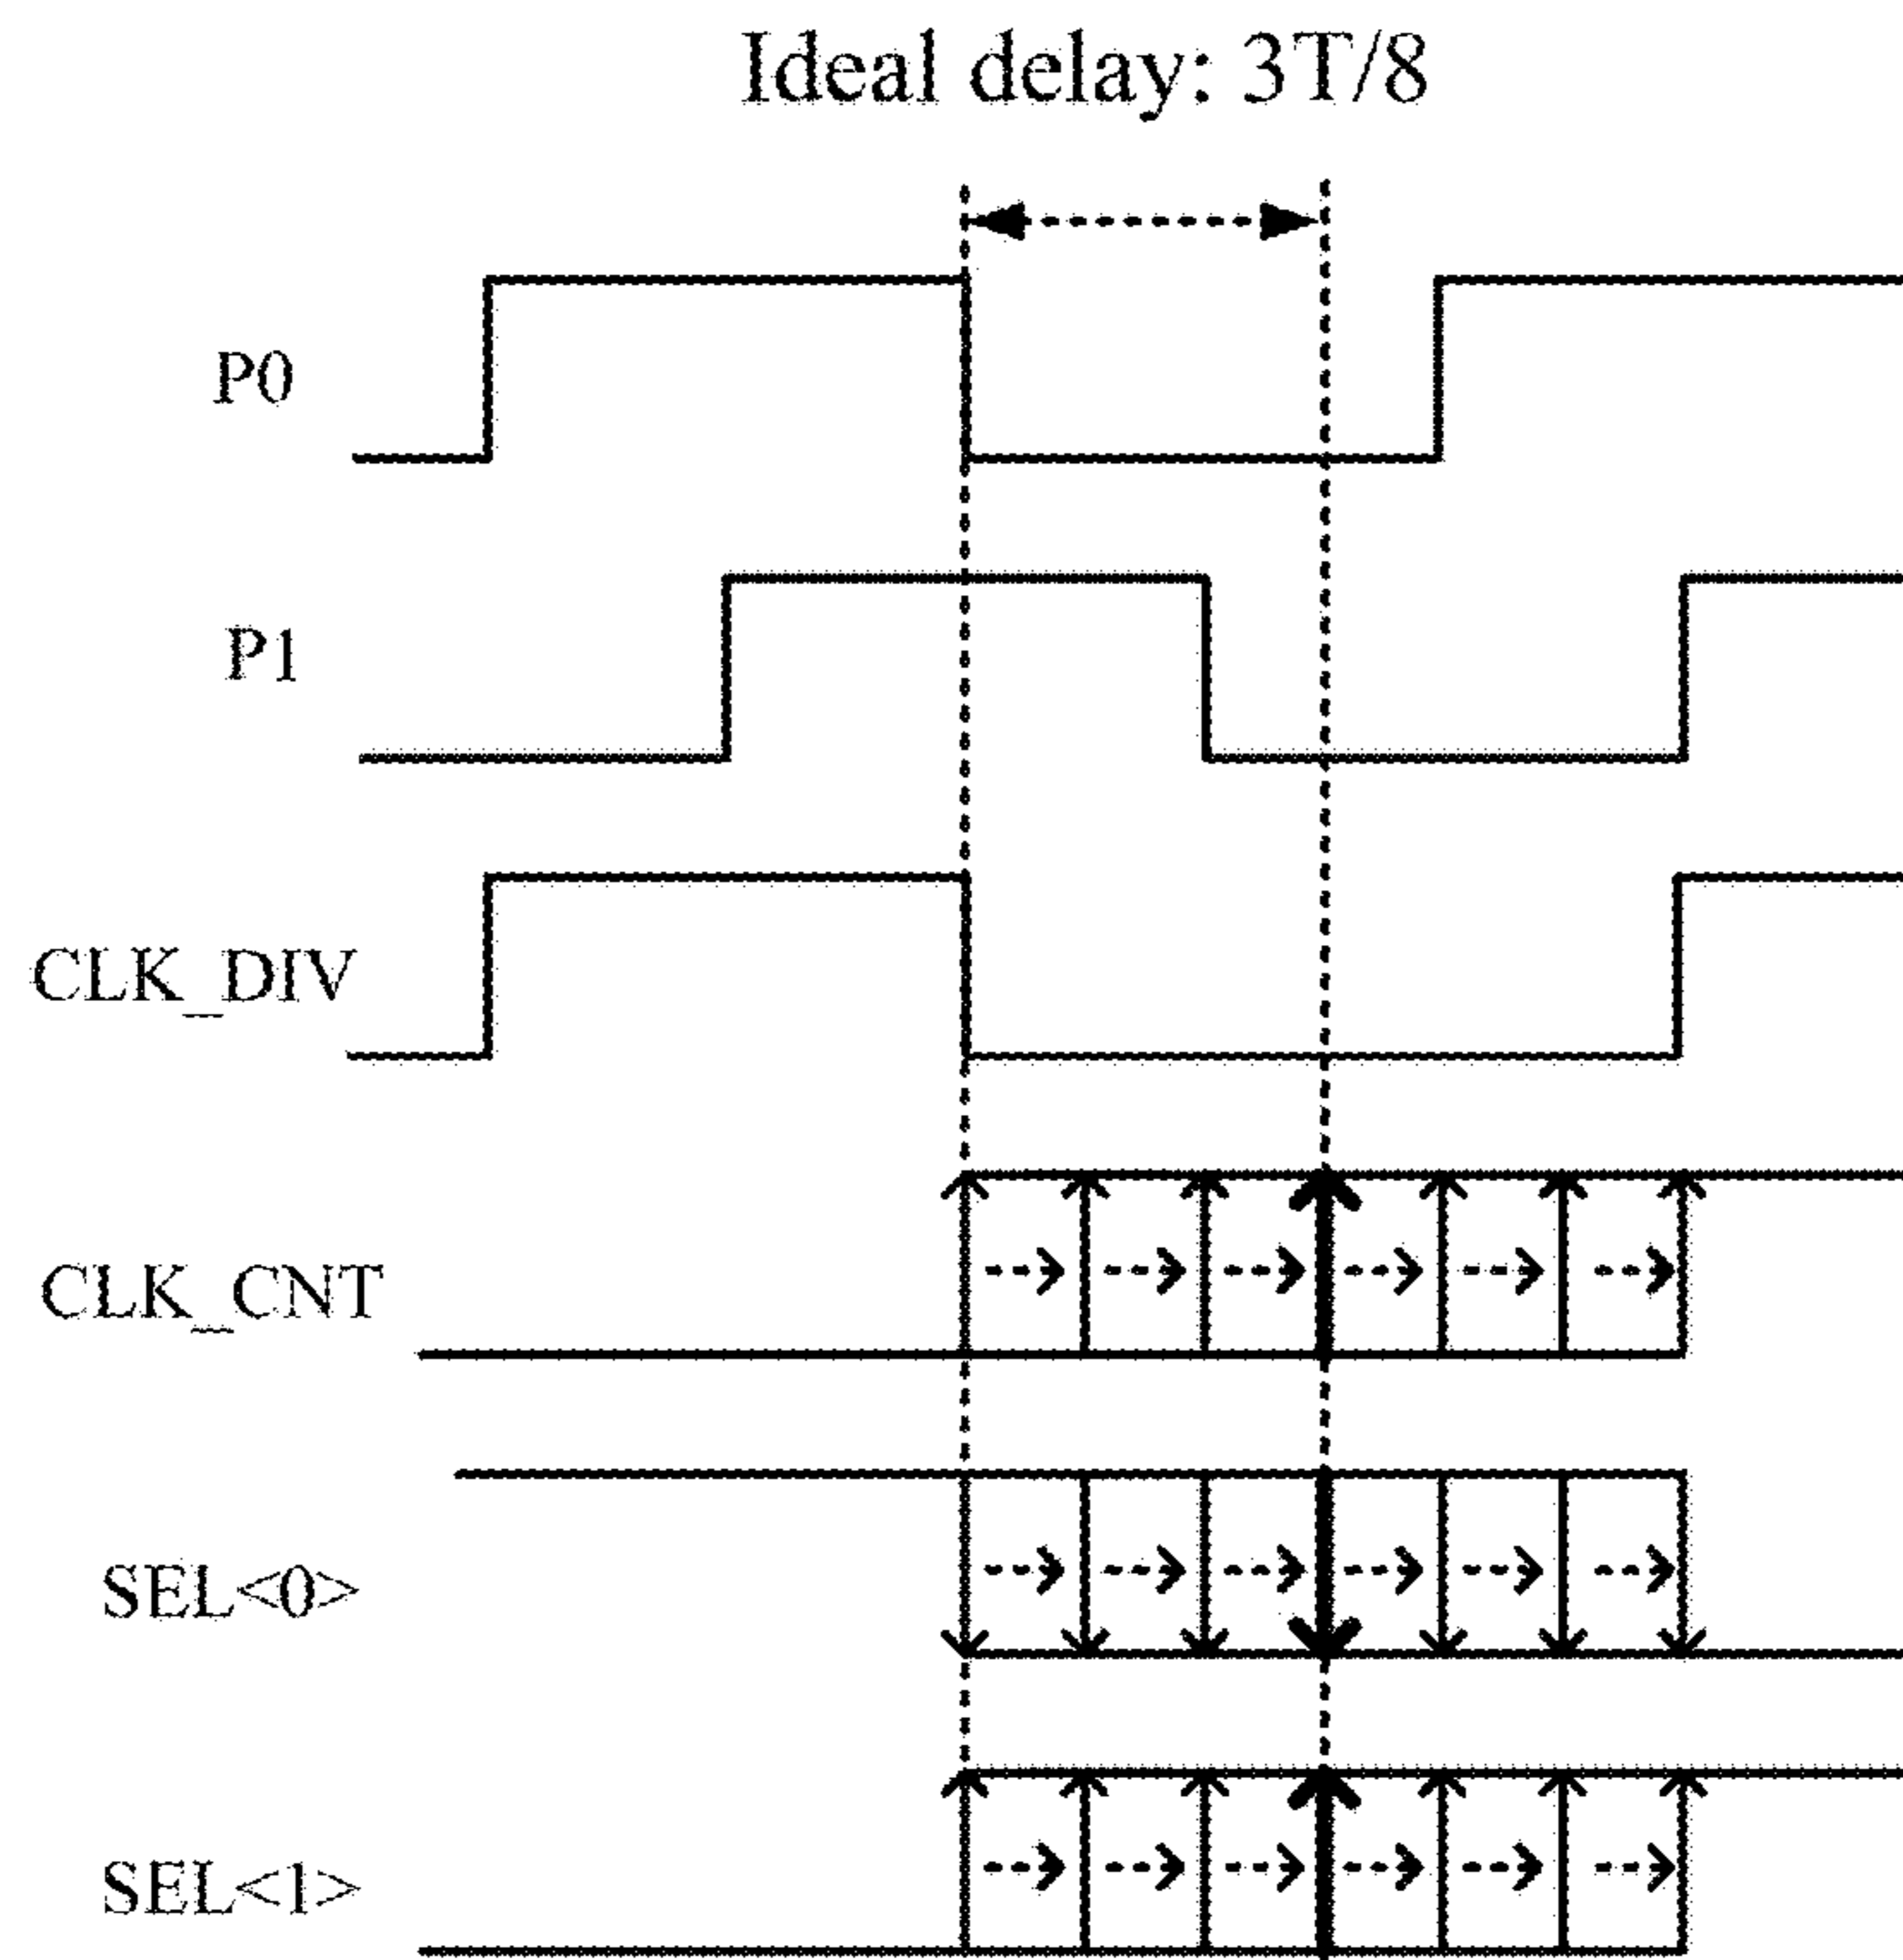 Ideal delay: 3T/8
P0
P1
CLK_DIV
CLK_CNT
SEL<0>
SEL<1>